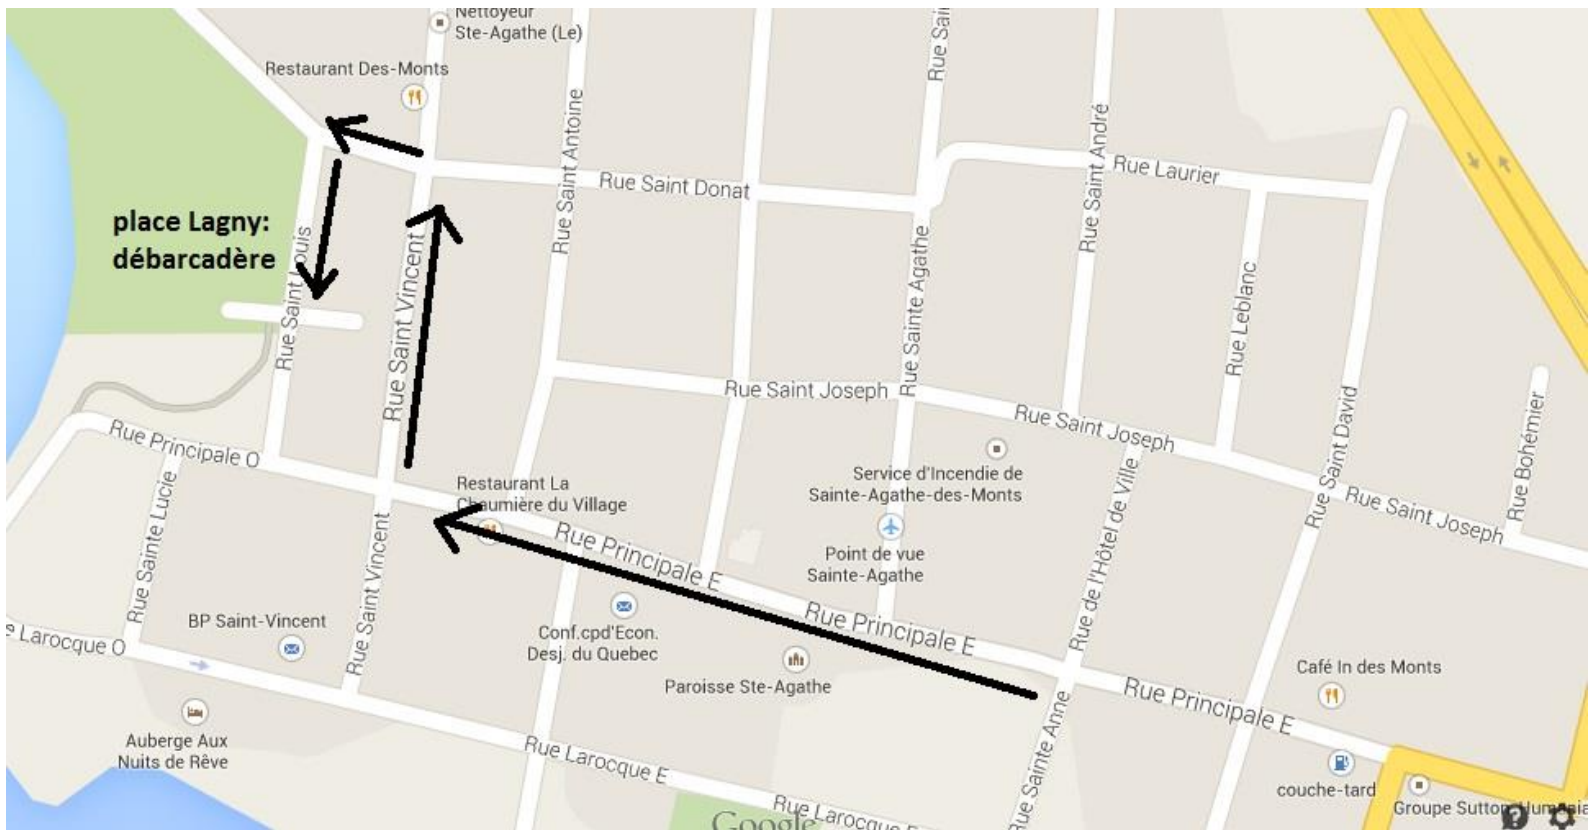 Nettoyeur
Ste-Agathe (Le)
Restaurant Des-Monts
Rue Saint Antoine
Rue Saint André
Rue Laurier
Rue Saint Donat
place Lagny:
débarcadère
Rue Saint Louis
Rue Saint Vincent
Rue Sainte Agathe
Rue Leblanc
Rue Saint Joseph
Rue Saint Joseph
Rue Saint David
Rue Bohémier
Rue Principale O
Restaurant La
Chaumière du Village
Service d'Incendie de
Sainte-Agathe-des-Monts
Rue Saint Joseph
Rue Sainte Lucie
Rue Saint Vincent
Rue Principale E
Point de vue
Sainte-Agathe
Rue de l'Hôtel de Ville
BP Saint-Vincent
Conf.cpd'Econ.
Desj. du Quebec
Rue Principale E
e Larocque O
Paroisse Ste-Agathe
Café In des Monts
Rue Principale E
Auberge Aux
Nuits de Rêve
Rue Larocque E
Rue Sainte Anne
couche-tard
Rue Larocque E
Google
Groupe Sutton-Humania